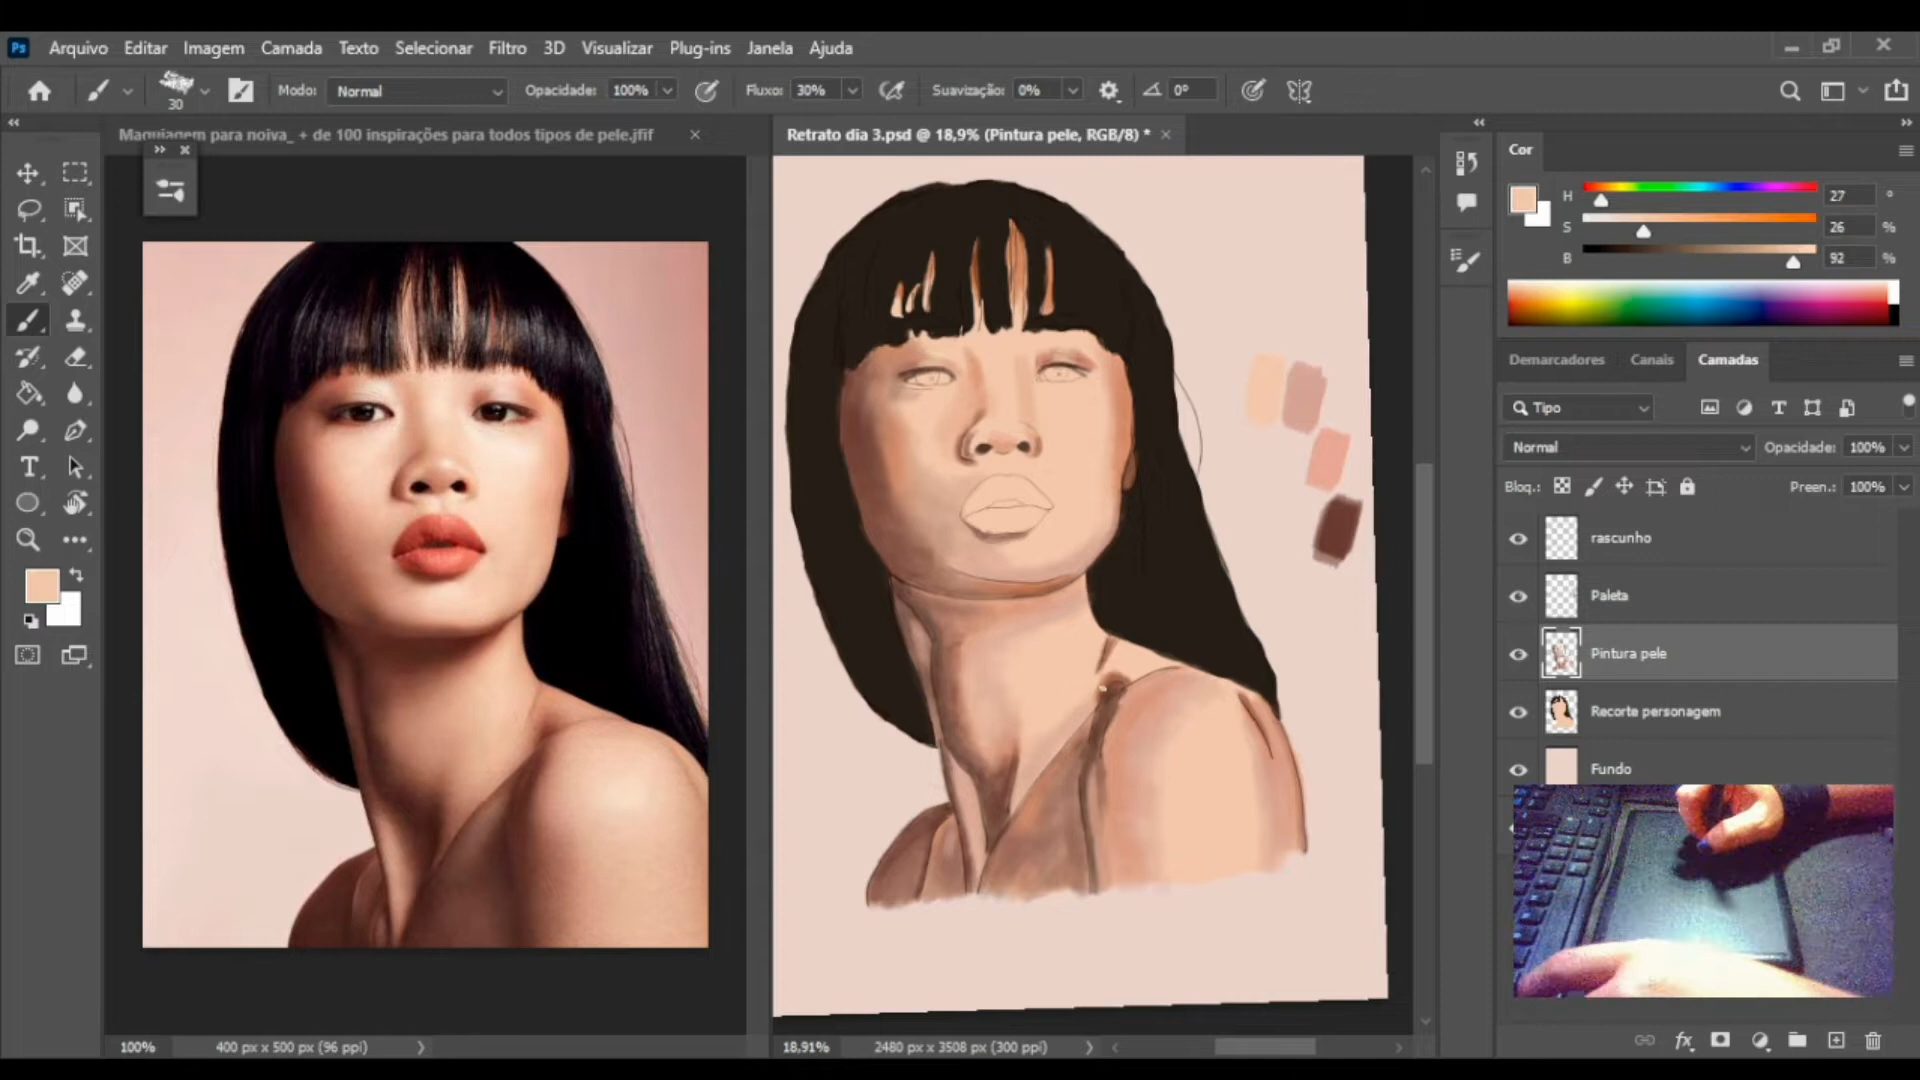 Ps Arquivo Editar Imagem Camada Texto Selecionar Filtro 3D Visualizar Plug-ins Janela Ajuda
30 Modo: Normal Opacidade: 100% Fluxo: 30% Suavização: 0% 0°
Maquiagem para noiva_ + de 100 inspirações para todos tipos de pele.jfif
Retrato dia 3.psd @ 18,9% (Pintura pele, RGB/8) *
Cor
H 27 °
S 26 %
B 92 %
Demarcadores Canais Camadas
Tipo
Normal Opacidade: 100%
Bloq.: Preen.: 100%
rascunho
Paleta
Pintura pele
Recorte personagem
Fundo
100% 400 px x 500 px (96 ppi)
18,91% 2480 px x 3508 px (300 ppi)